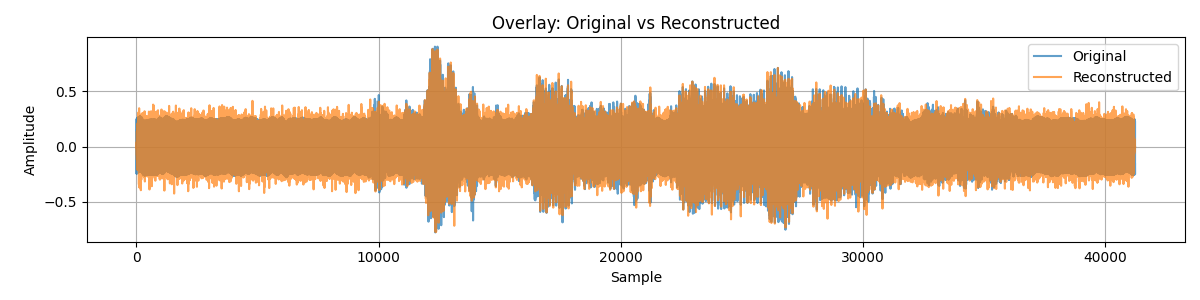 Overlay: Original vs Reconstructed
Original
Reconstructed
Amplitude
0.5
0.0
−0.5
0
10000
20000
30000
40000
Sample